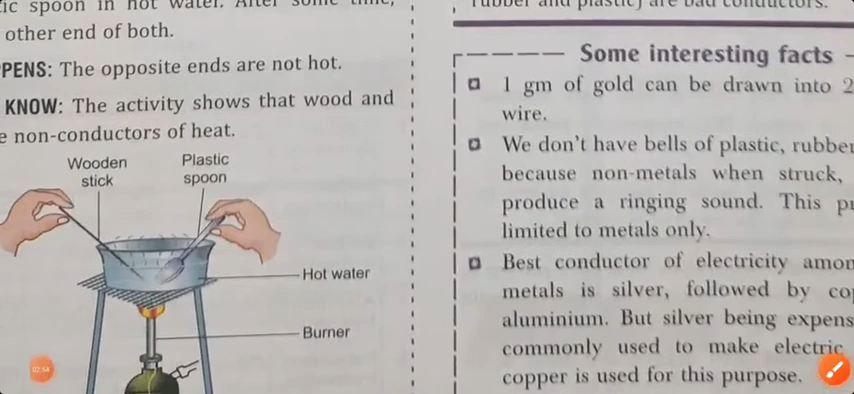 ic spoon in hot water. After some time,
other end of both.
PENS: The opposite ends are not hot.
KNOW: The activity shows that wood and
e non-conductors of heat.
Wooden
stick
Plastic
spoon
Hot water
Burner
02:54
rubber and plastic) are bad conductors.
Some interesting facts
1 gm of gold can be drawn into 2
wire.
We don't have bells of plastic, rubber
because non-metals when struck,
produce a ringing sound. This
limited to metals only.
Best conductor of electricity
metals is silver, followed by
aluminium. But silver being
commonly used to make electric
copper is used for this purpose.